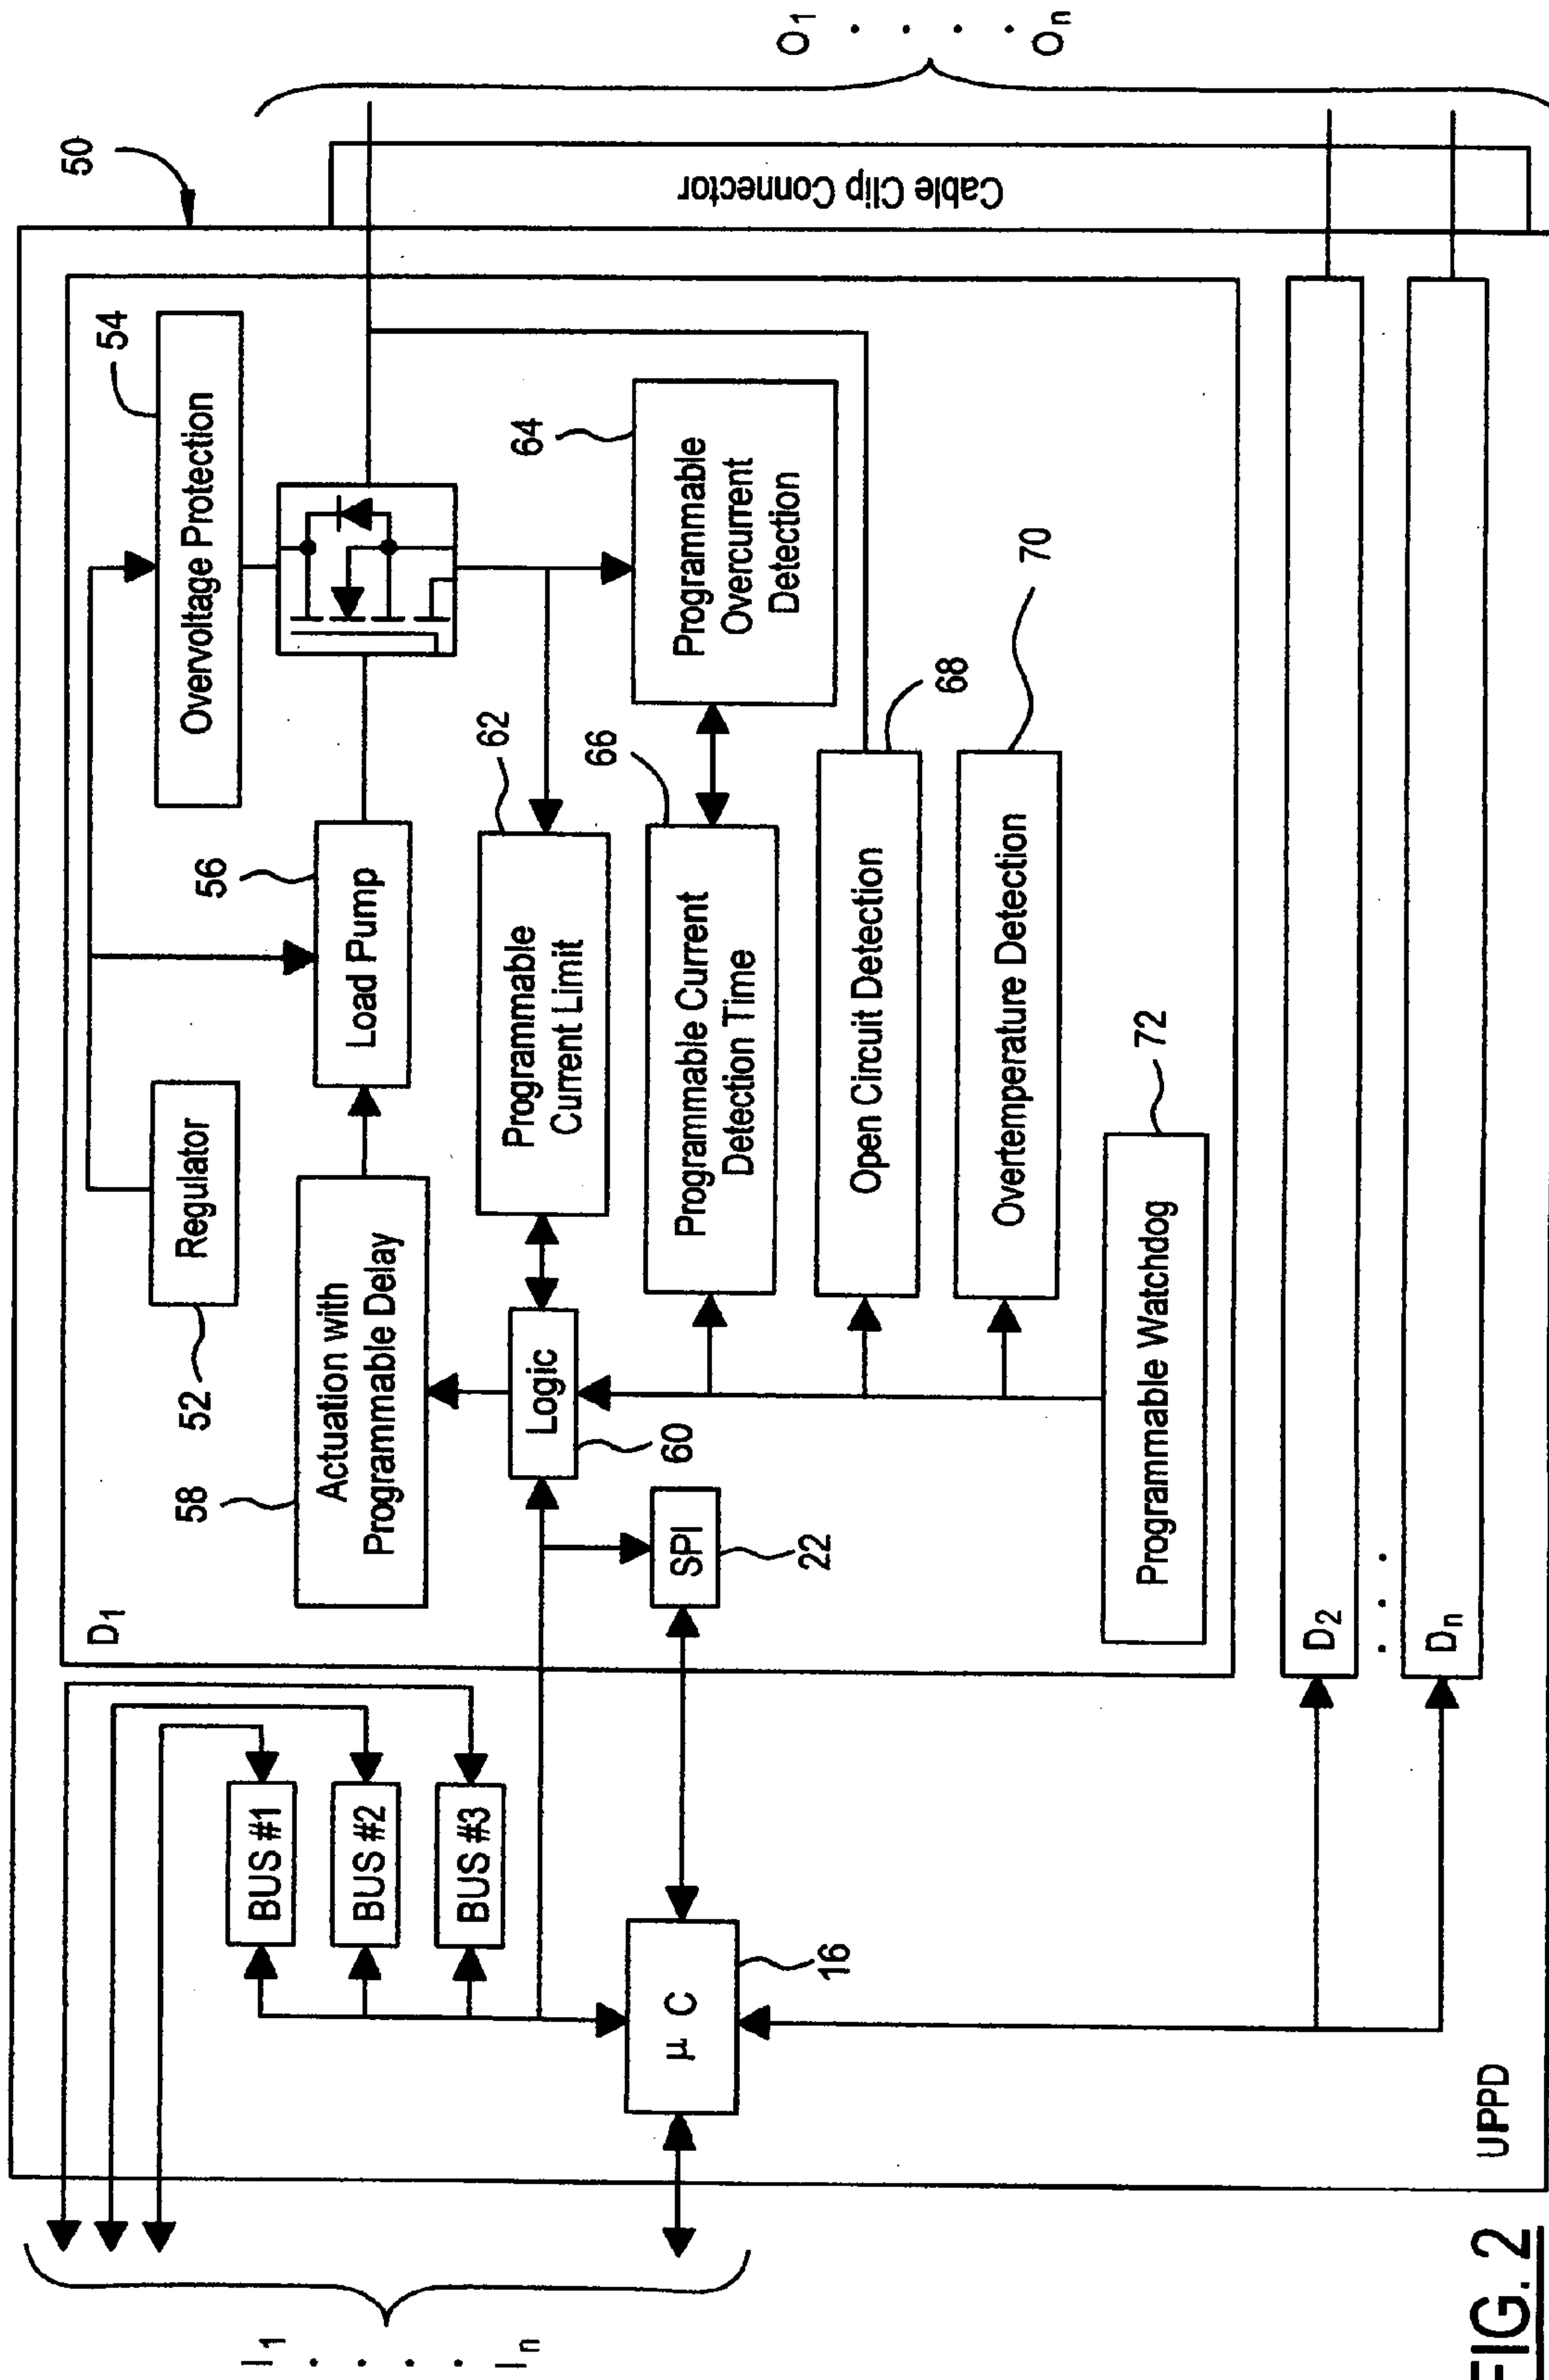 50
D1
Regulator
52
Overvoltage Protection
54
Actuation with
Programmable Delay
58
Load Pump
56
BUS #1
BUS #2
BUS #3
Logic
60
Programmable
Current Limit
62
Programmable
Overcurrent
Detection
64
Programmable Current
Detection Time
66
SPI
22
µ C
16
Open Circuit Detection
68
Overtemperature Detection
70
Programmable Watchdog
72
D2
. . . .
Dn
UPPD
Cable Clip Connector
I1
.
.
.
.
In
O1
.
.
.
.
On
FIG. 2